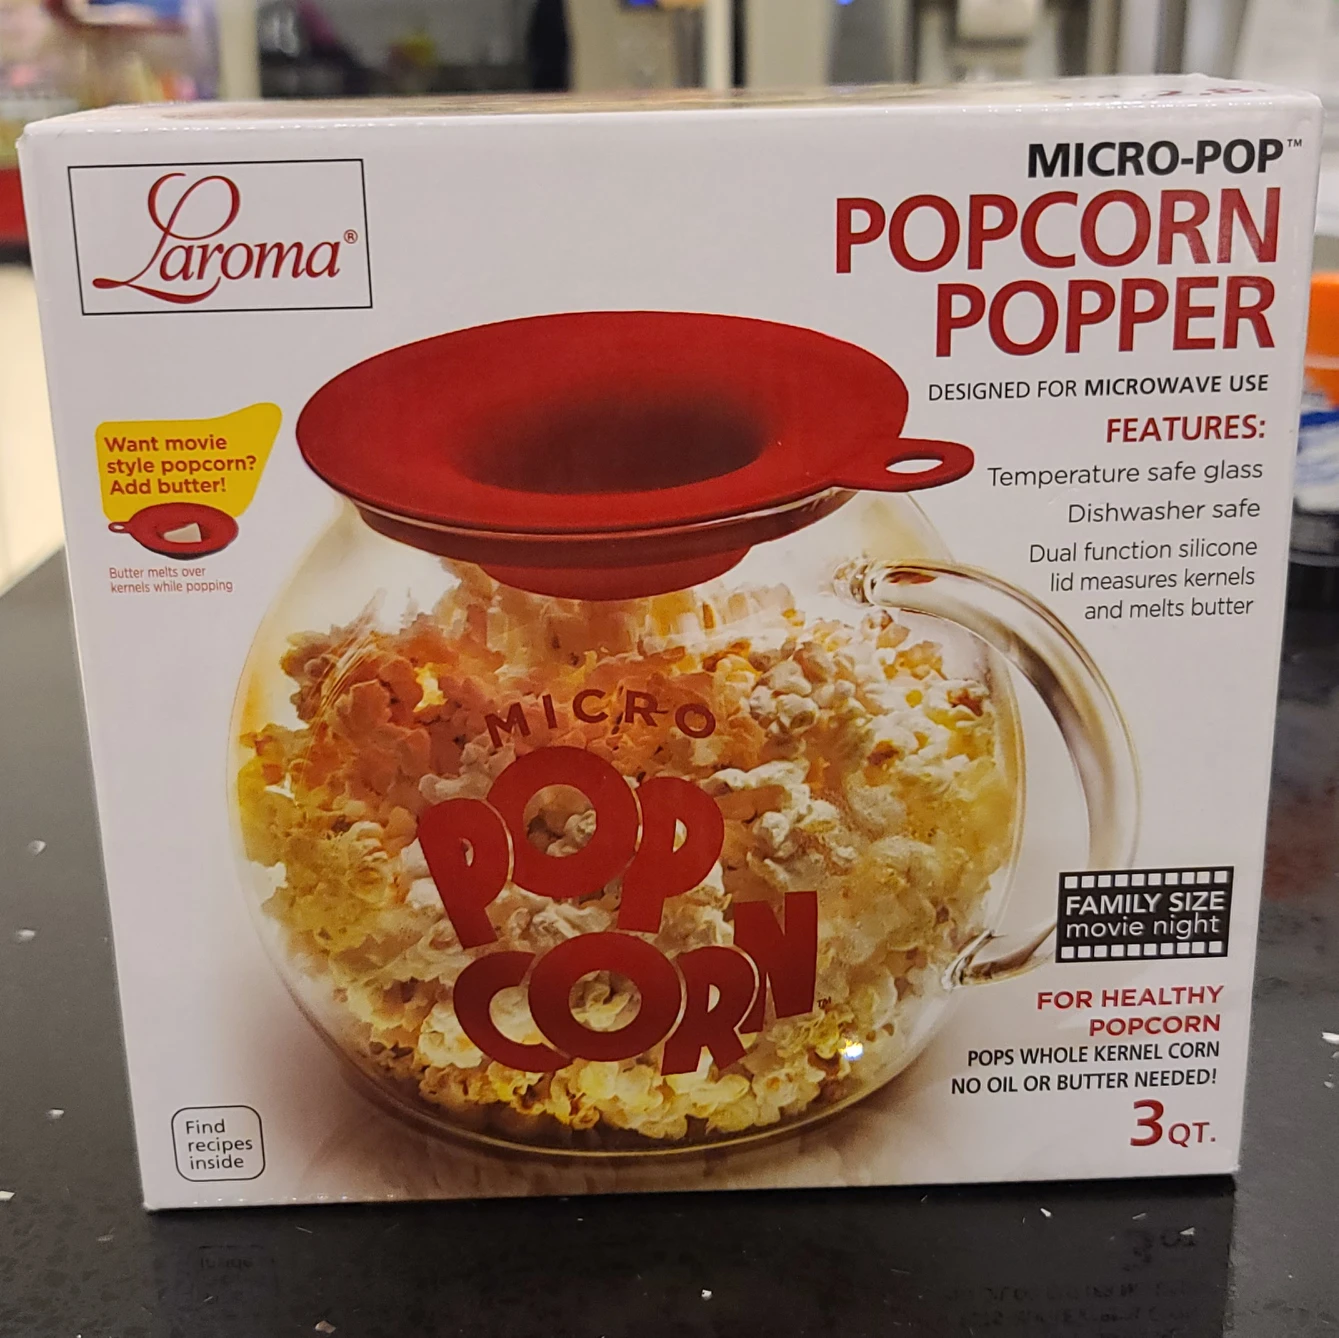 Laroma®
MICRO-POP™
POPCORN
POPPER
DESIGNED FOR MICROWAVE USE
FEATURES:
Temperature safe glass
Dishwasher safe
Dual function silicone
lid measures kernels
and melts butter
Want movie
style popcorn?
Add butter!
Butter melts over
kernels while popping
MICRO
POP
CORN™
FAMILY SIZE
movie night
FOR HEALTHY
POPCORN
POPS WHOLE KERNEL CORN
NO OIL OR BUTTER NEEDED!
3 QT.
Find
recipes
inside